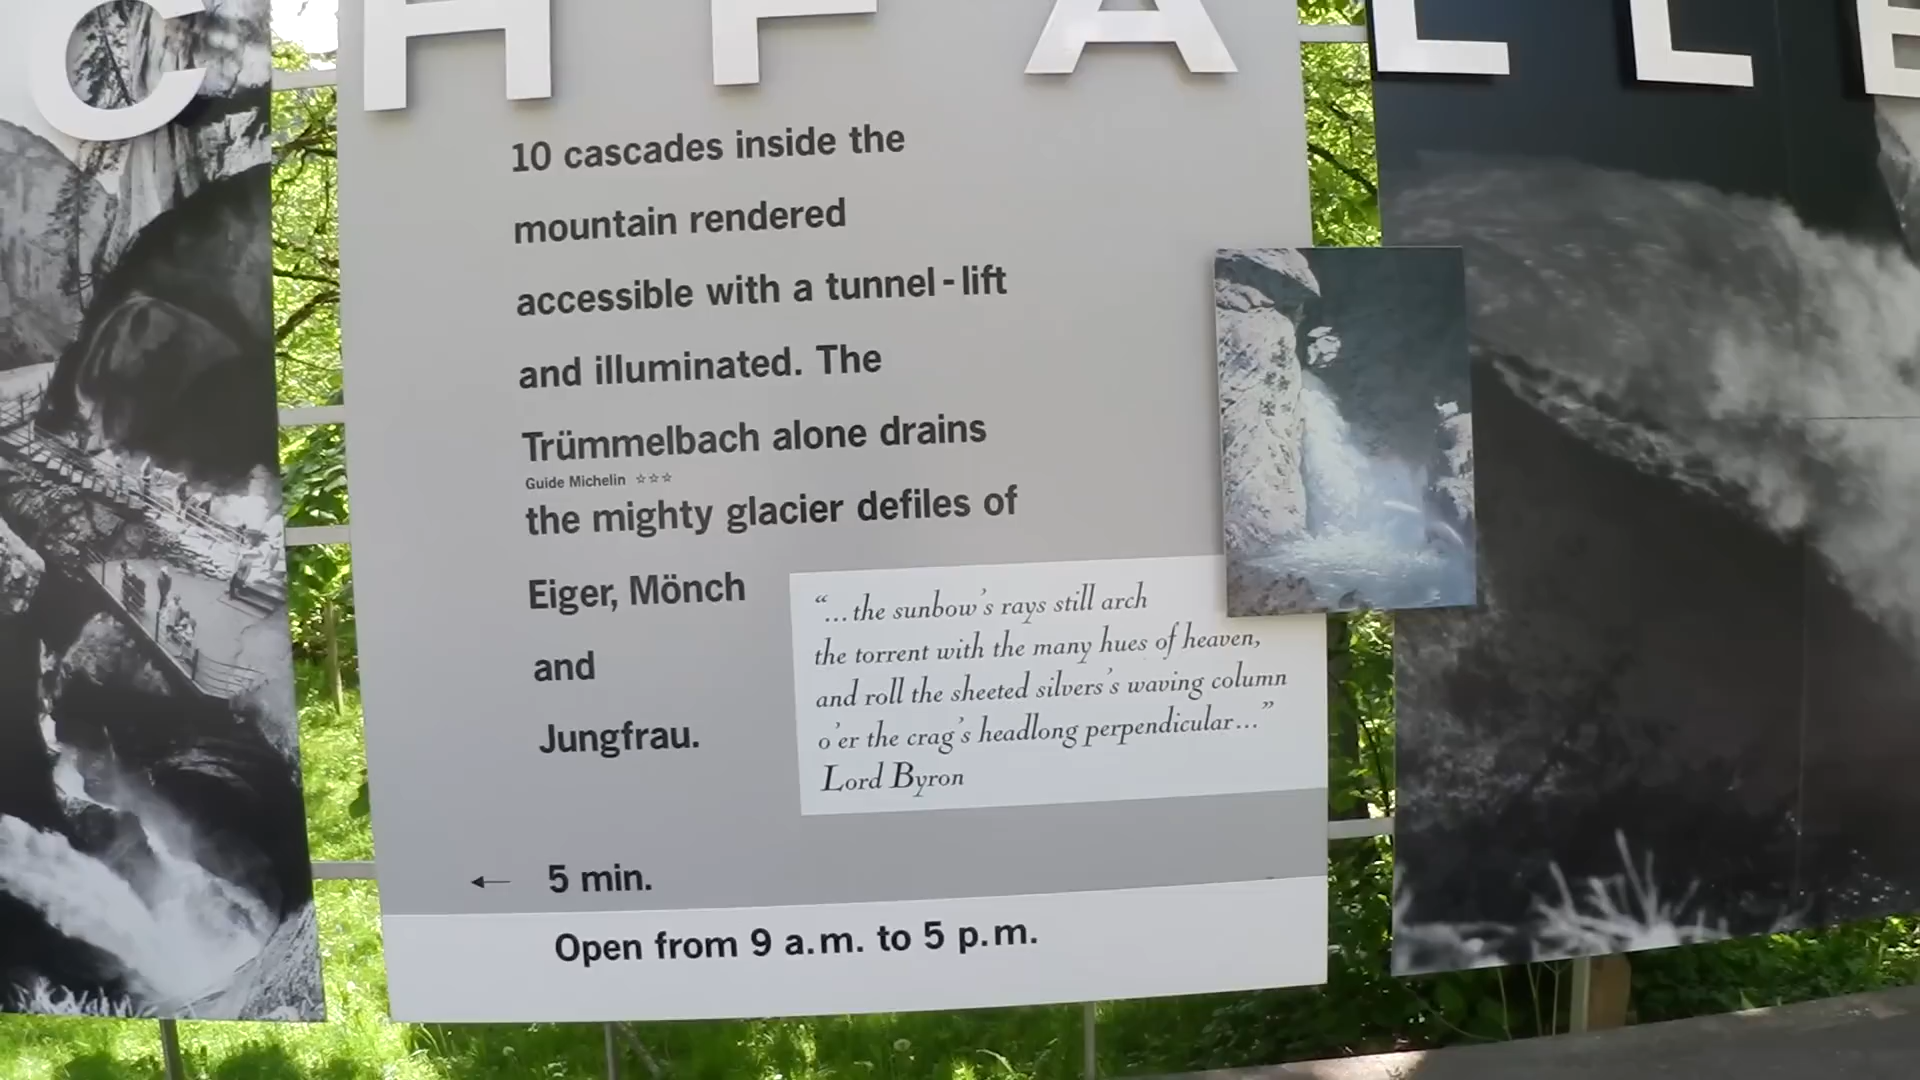 CHFÄLLE
10 cascades inside the
mountain rendered
accessible with a tunnel-lift
and illuminated. The
Trümmelbach alone drains
Guide Michelin ☆☆☆
the mighty glacier defiles of
Eiger, Mönch
and
Jungfrau.
“...the sunbow's rays still arch
the torrent with the many hues of heaven,
and roll the sheeted silvers's waving column
o'er the crag's headlong perpendicular...”
Lord Byron
← 5 min.
Open from 9 a.m. to 5 p.m.